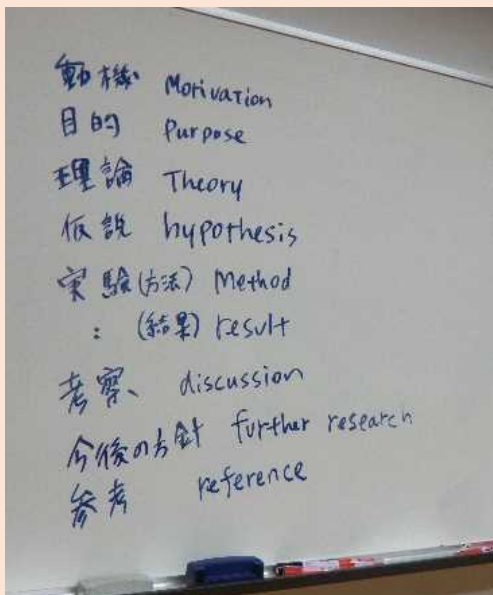 動機 Morivation
目的 Purpose
理論 Theory
仮説 hypothesis
実験(方法) Method
: (結果) result
考察 discussion
今後の方針 further research
参考 reference